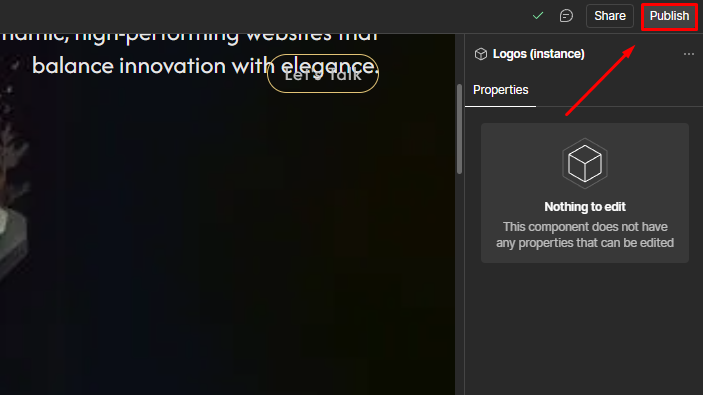 Share
Publish
namic, high-performing websites that
balance innovation with elegance.
Let's Talk
Logos (instance)
Properties
Nothing to edit
This component does not have
any properties that can be edited